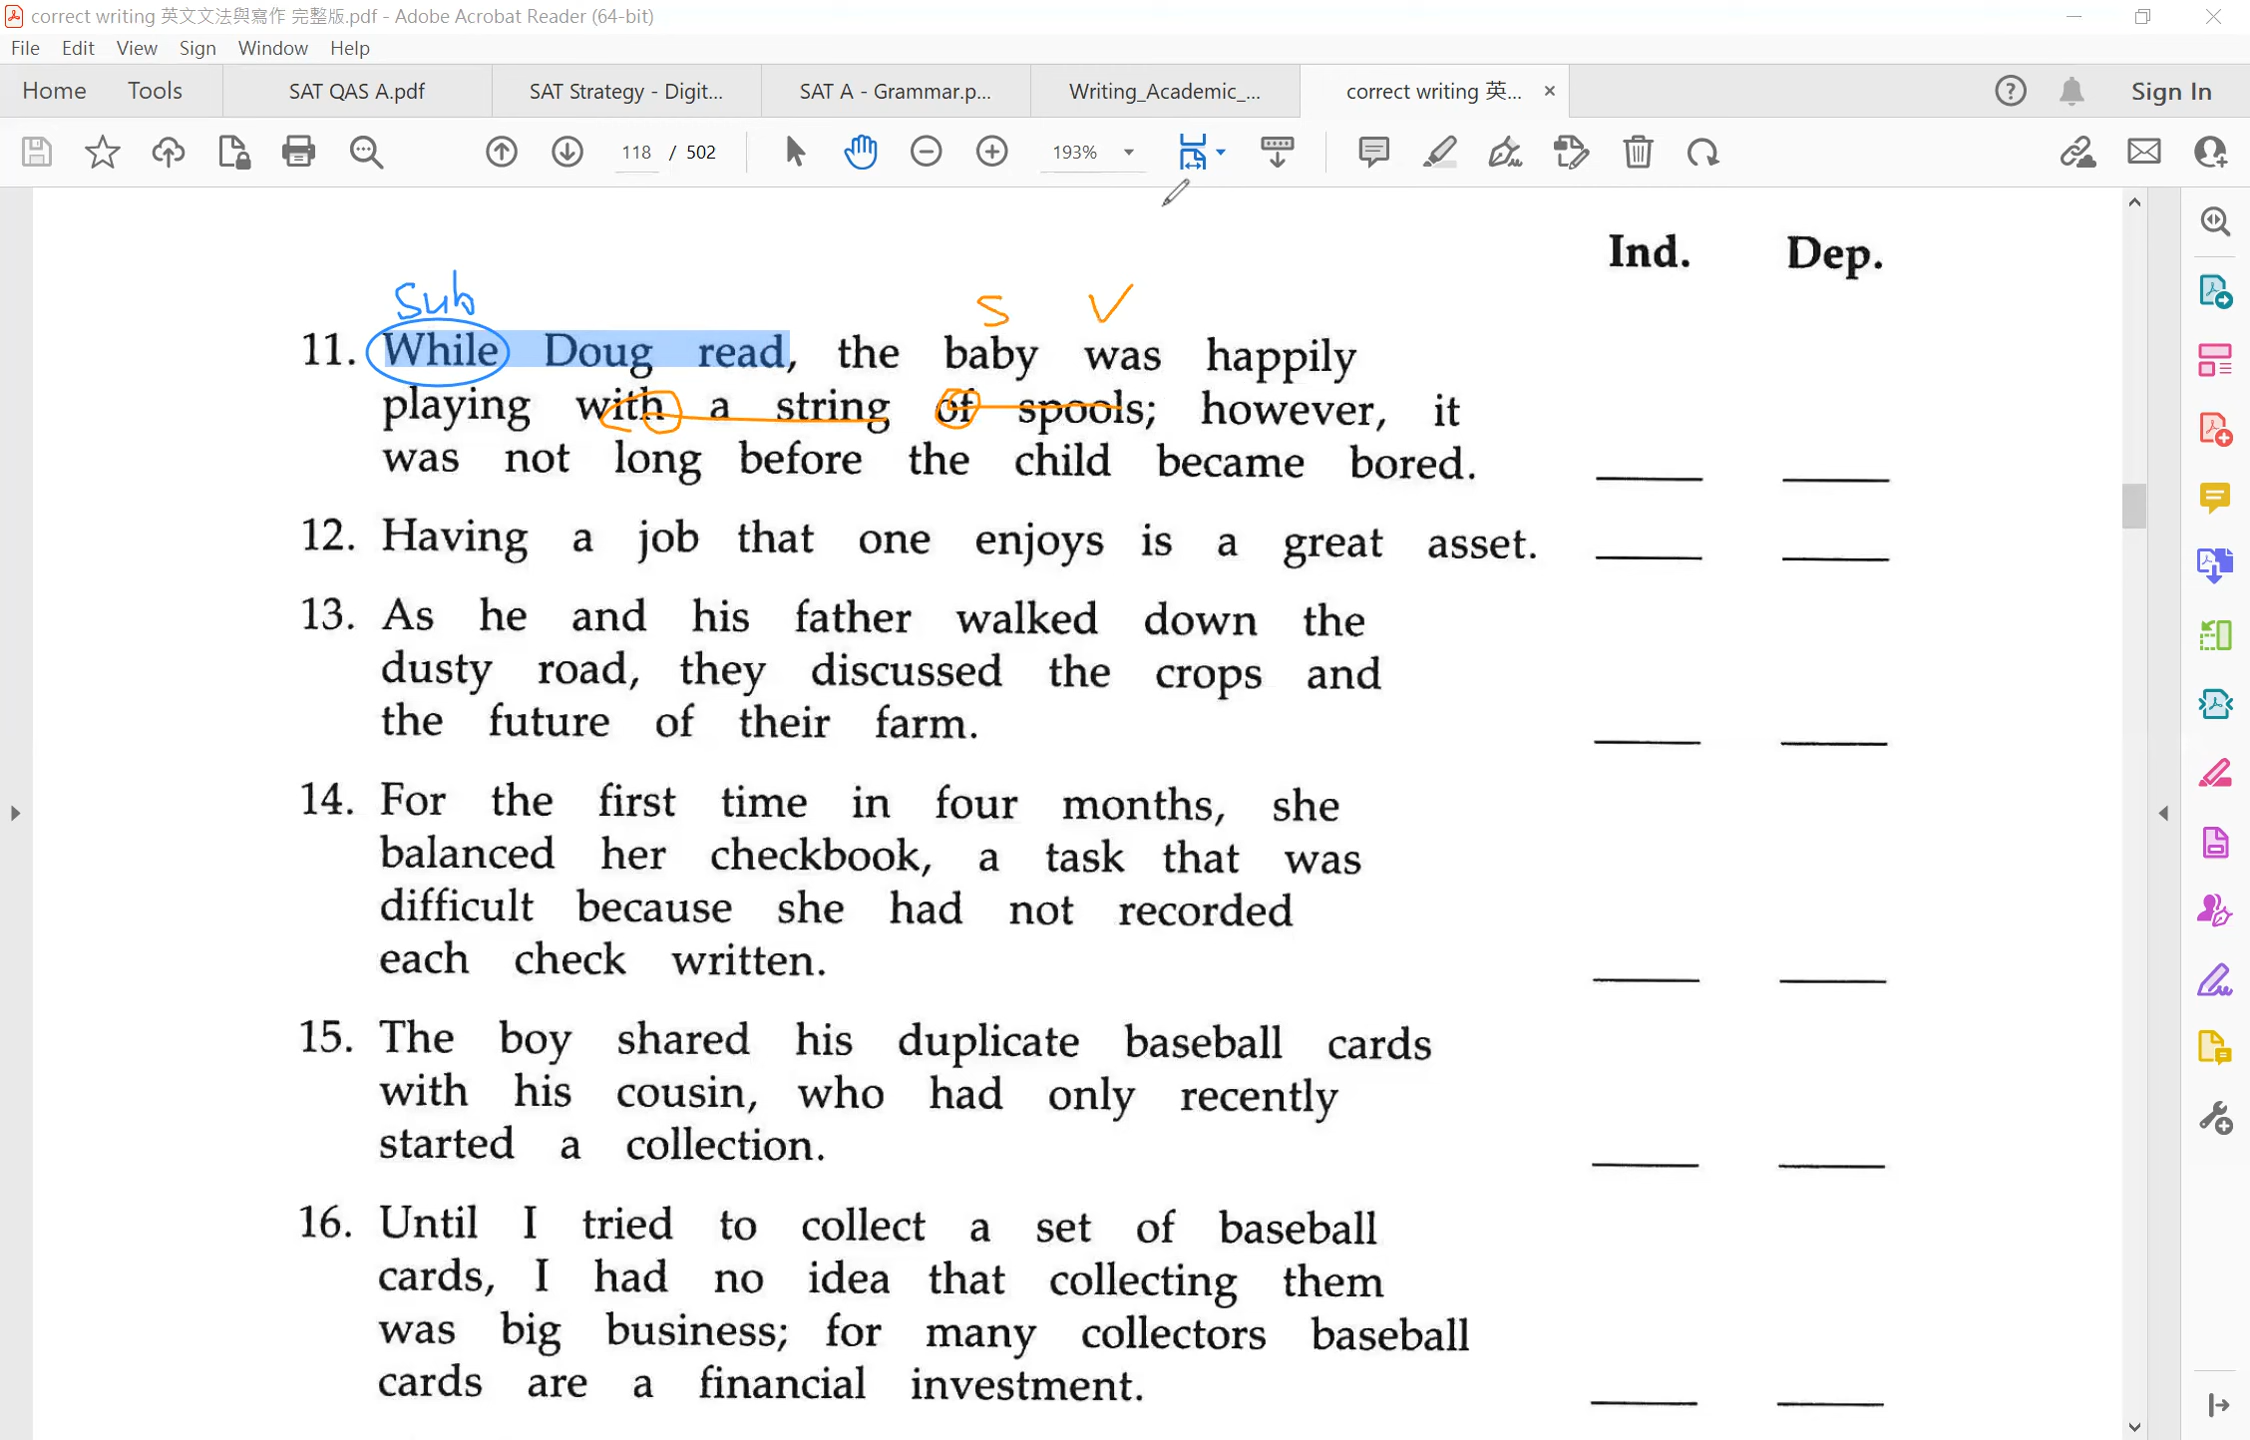 correct writing 英文文法與寫作 完整版.pdf - Adobe Acrobat Reader (64-bit)
File Edit View Sign Window Help
Home Tools SAT QAS A.pdf SAT Strategy - Digit... SAT A - Grammar.p... Writing_Academic_... correct writing 英... × Sign In
118 / 502 193%
Ind. Dep.
Sub S V
11. While Doug read, the baby was happily
playing with a string of spools; however, it
was not long before the child became bored.
12. Having a job that one enjoys is a great asset.
13. As he and his father walked down the
dusty road, they discussed the crops and
the future of their farm.
14. For the first time in four months, she
balanced her checkbook, a task that was
difficult because she had not recorded
each check written.
15. The boy shared his duplicate baseball cards
with his cousin, who had only recently
started a collection.
16. Until I tried to collect a set of baseball
cards, I had no idea that collecting them
was big business; for many collectors baseball
cards are a financial investment.